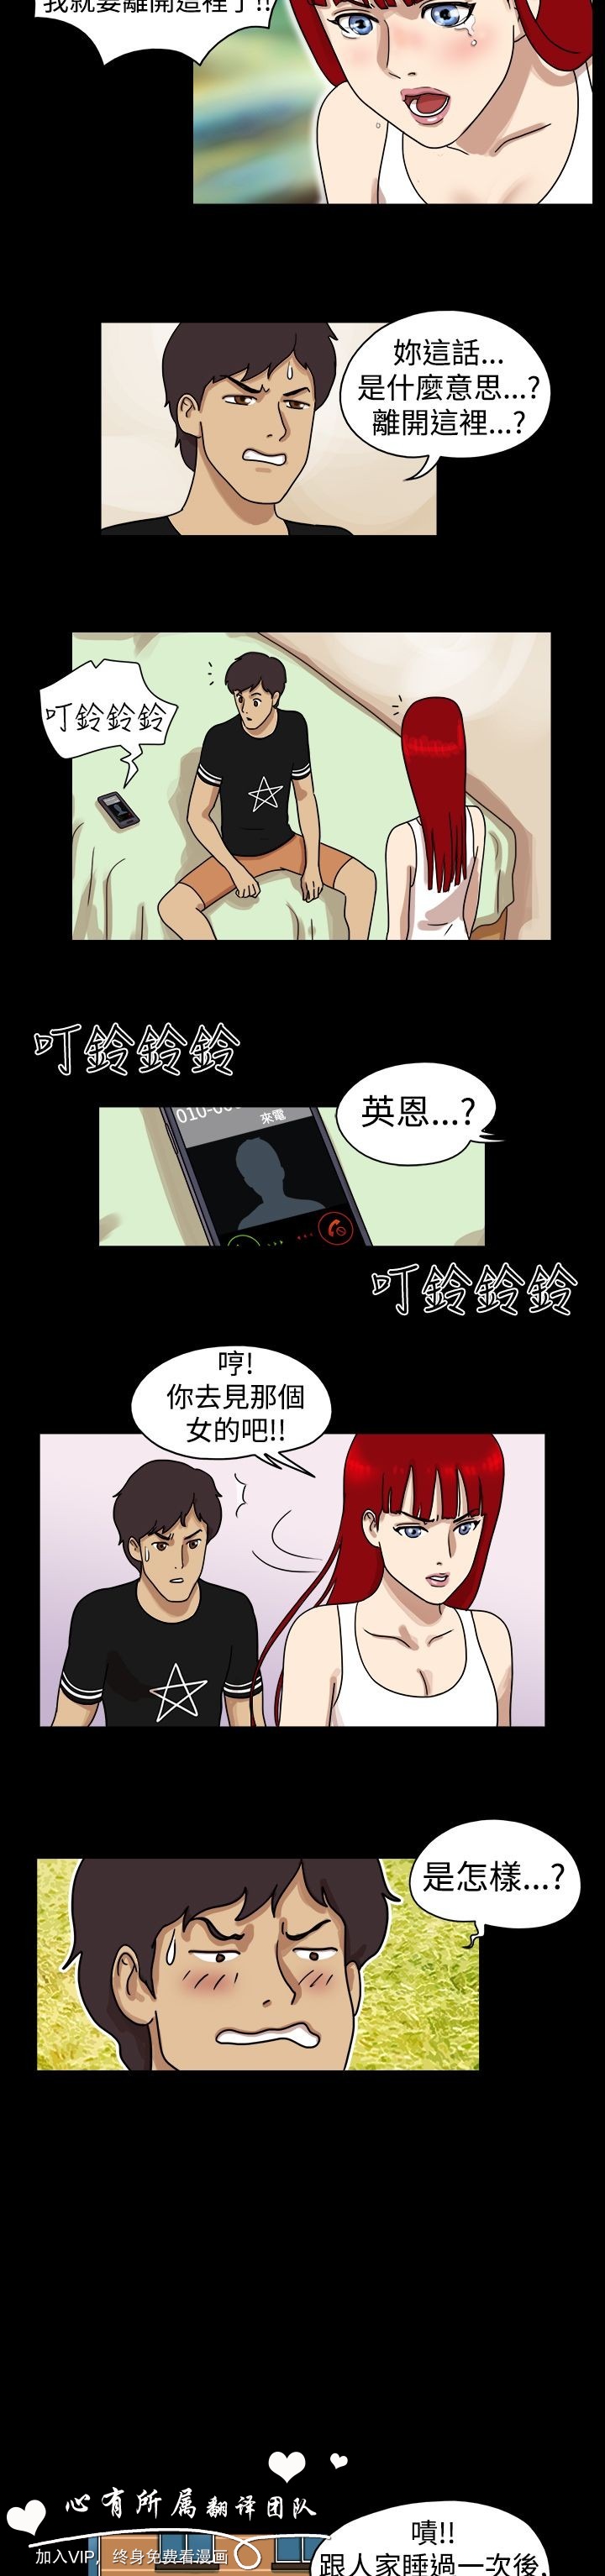 我就要離開這裡了!!
妳這話...
是什麼意思...?
離開這裡...?
叮鈴鈴鈴
叮鈴鈴鈴
010-00
來電
英恩...?
叮鈴鈴鈴
哼!
你去見那個
女的吧!!
是怎樣...?
心有所属翻译团队
加入VIP，终身免费看漫画
嘖!!
跟人家睡過一次後,